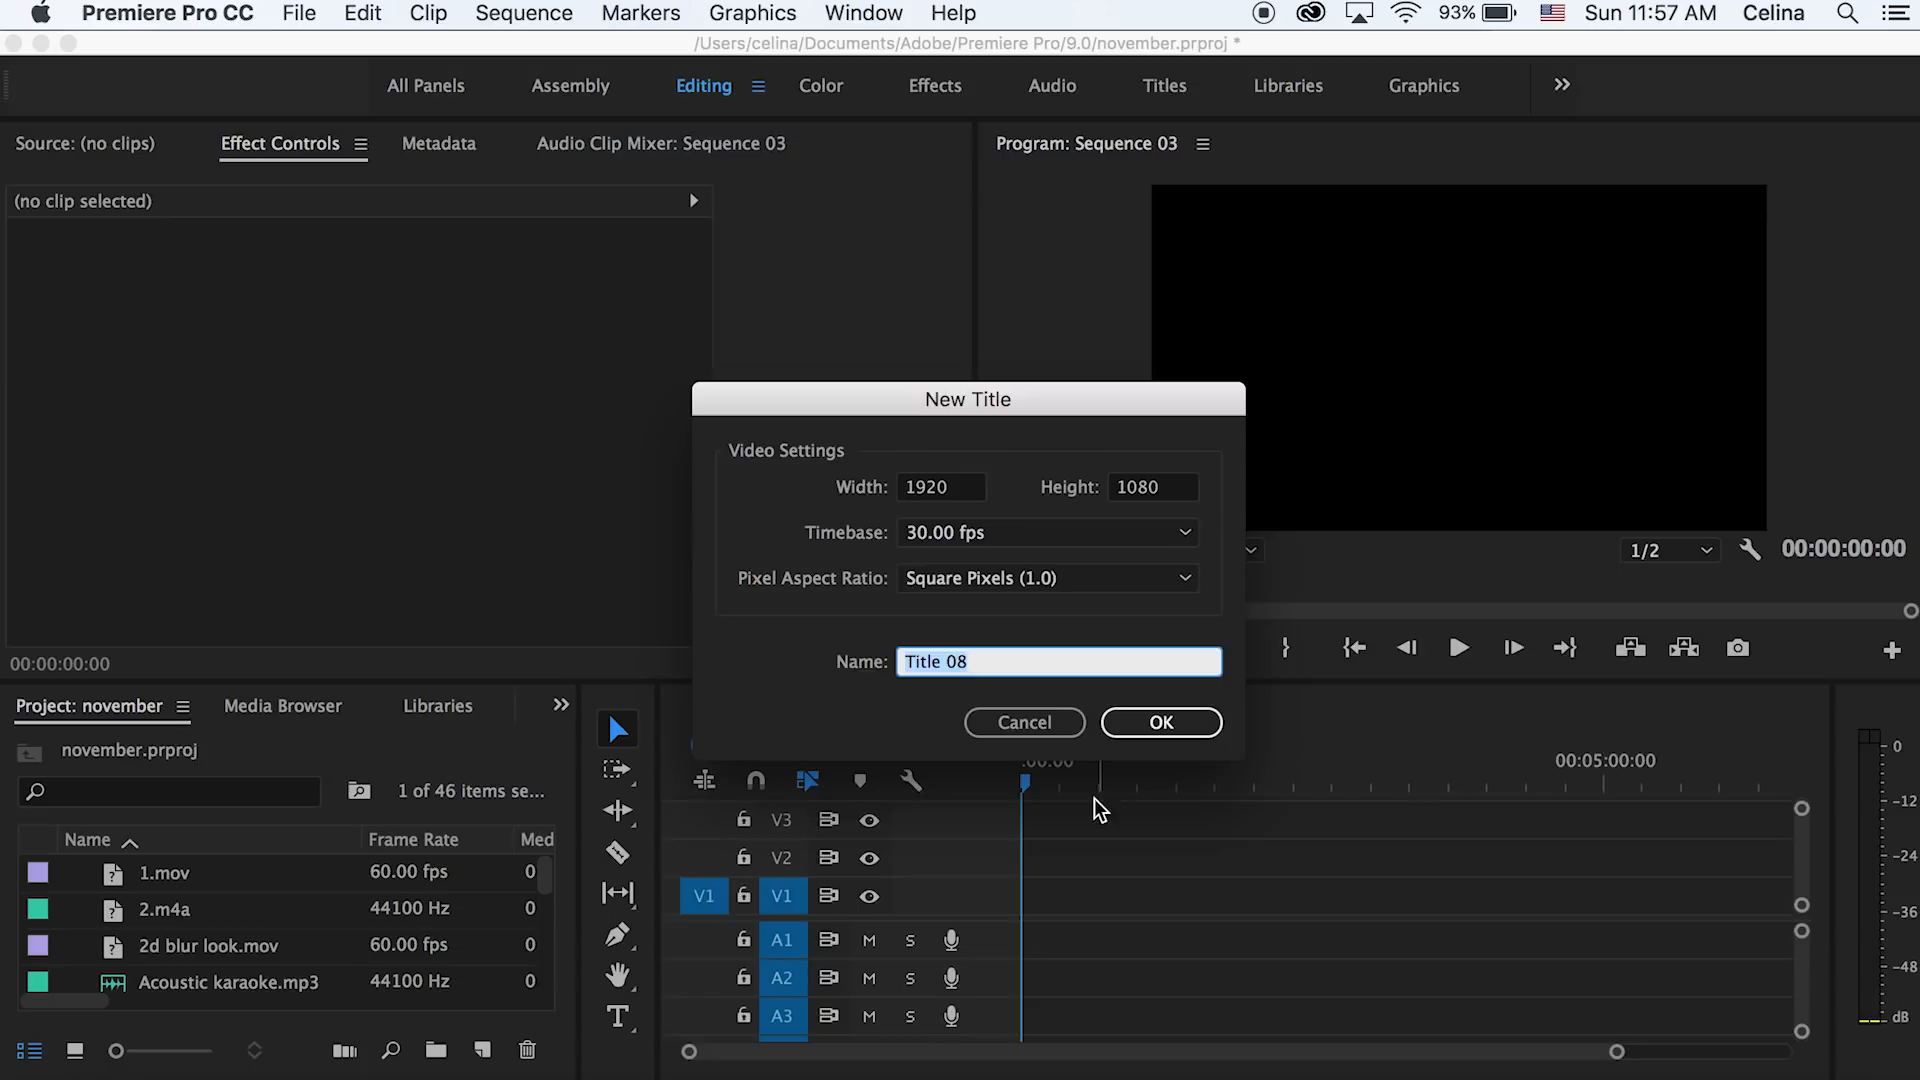 Premiere Pro CC File Edit Clip Sequence Markers Graphics Window Help 93% Sun 11:57 AM Celina
/Users/celina/Documents/Adobe/Premiere Pro/9.0/november.prproj *
All Panels Assembly Editing Color Effects Audio Titles Libraries Graphics
Source: (no clips) Effect Controls Metadata Audio Clip Mixer: Sequence 03 Program: Sequence 03
(no clip selected)
New Title
Video Settings
Width: 1920 Height: 1080
Timebase: 30.00 fps
1/2 00:00:00:00
Pixel Aspect Ratio: Square Pixels (1.0)
Name: Title 08
00:00:00:00
Cancel OK
Project: november Media Browser Libraries
november.prproj
:00:00 00:05:00:00
1 of 46 items se...
Name Frame Rate Med
1.mov 60.00 fps 0
2.m4a 44100 Hz 0
2d blur look.mov 60.00 fps 0
Acoustic karaoke.mp3 44100 Hz 0
V3
V2
V1 V1
A1 M S
A2 M S
A3 M S
T
0
-12
-24
-36
-48
dB